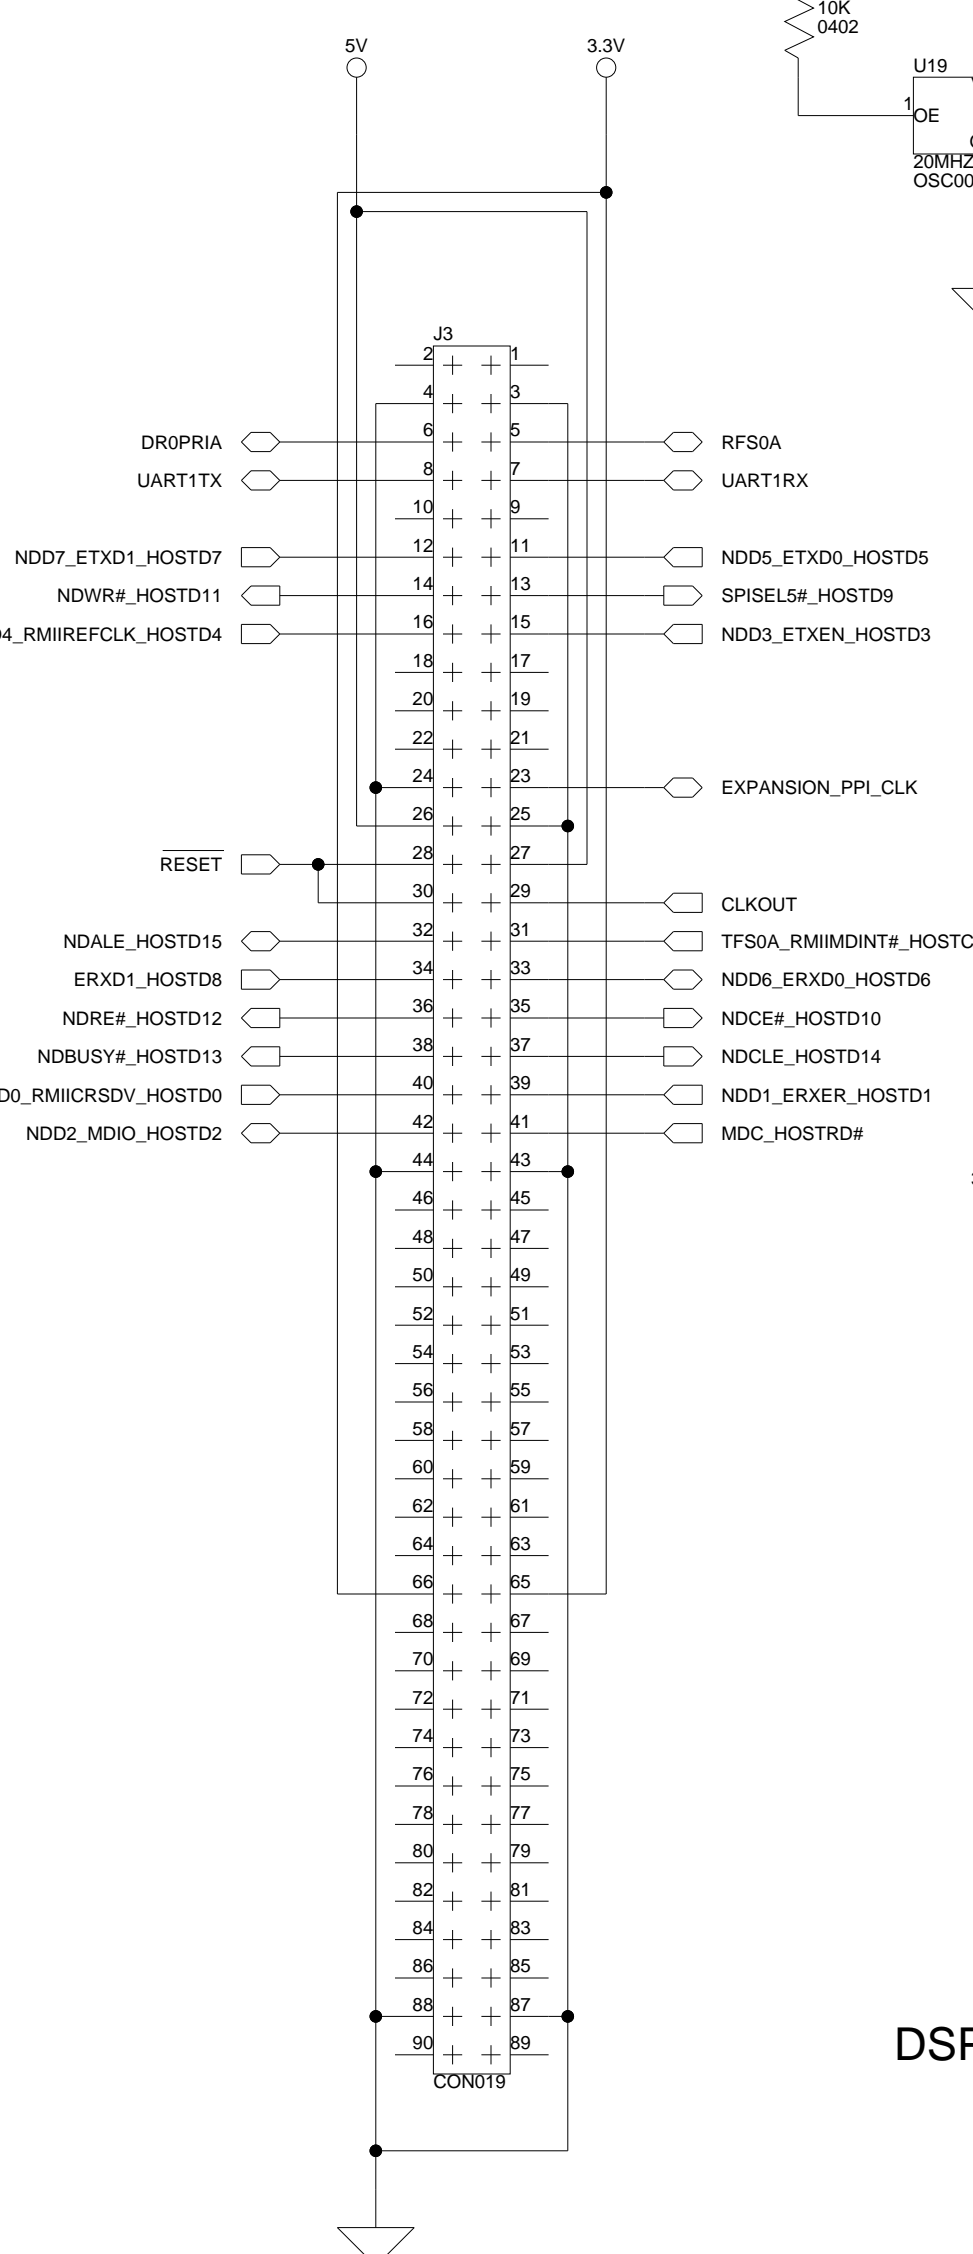 10K
0402
5V 3.3V
U19
1 OE
20MHZ
OSC00
J3
2 1
4 3
DR0PRIA 6 5 RFS0A
UART1TX 8 7 UART1RX
10 9
NDD7_ETXD1_HOSTD7 12 11 NDD5_ETXD0_HOSTD5
NDWR#_HOSTD11 14 13 SPISEL5#_HOSTD9
04_RMIIREFCLK_HOSTD4 16 15 NDD3_ETXEN_HOSTD3
18 17
20 19
22 21
24 23 EXPANSION_PPI_CLK
26 25
RESET 28 27
30 29 CLKOUT
NDALE_HOSTD15 32 31 TFS0A_RMIIMDINT#_HOSTC
ERXD1_HOSTD8 34 33 NDD6_ERXD0_HOSTD6
NDRE#_HOSTD12 36 35 NDCE#_HOSTD10
NDBUSY#_HOSTD13 38 37 NDCLE_HOSTD14
D0_RMIICRSDV_HOSTD0 40 39 NDD1_ERXER_HOSTD1
NDD2_MDIO_HOSTD2 42 41 MDC_HOSTRD#
44 43
46 45
48 47
50 49
52 51
54 53
56 55
58 57
60 59
62 61
64 63
66 65
68 67
70 69
72 71
74 73
76 75
78 77
80 79
82 81
84 83
86 85
88 87
90 89
CON019
DSP